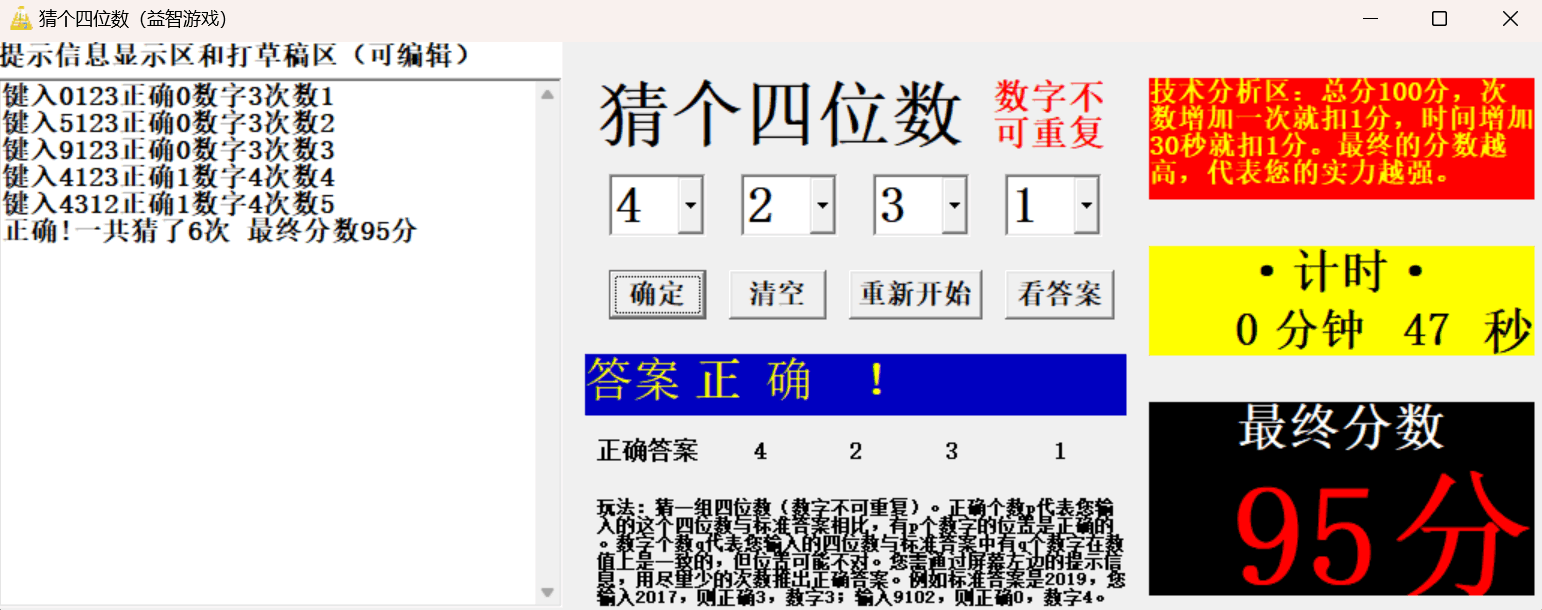 猜个四位数（益智游戏）
提示信息显示区和打草稿区（可编辑）
键入0123正确0数字3次数1
键入5123正确0数字3次数2
键入9123正确0数字3次数3
键入4123正确1数字4次数4
键入4312正确1数字4次数5
正确!一共猜了6次 最终分数95分
猜个四位数
数字不
可重复
4 2 3 1
确定 清空 重新开始 看答案
答案 正 确 ！
正确答案 4 2 3 1
玩法：猜一组四位数（数字不可重复）。正确个数p代表您输
入的这个四位数与标准答案相比，有p个数字的位置是正确的
。数字个数q代表您输入的四位数与标准答案中有q个数字在数
值上是一致的，但位置可能不对。您需通过屏幕左边的提示信
息，用尽量少的次数推出正确答案。例如标准答案是2019，您
输入2017，则正确3，数字3；输入9102，则正确0，数字4。
技术分析区：总分100分，次
数增加一次就扣1分，时间增加
30秒就扣1分。最终的分数越
高，代表您的实力越强。
·计时·
0 分钟 47 秒
最终分数
95分